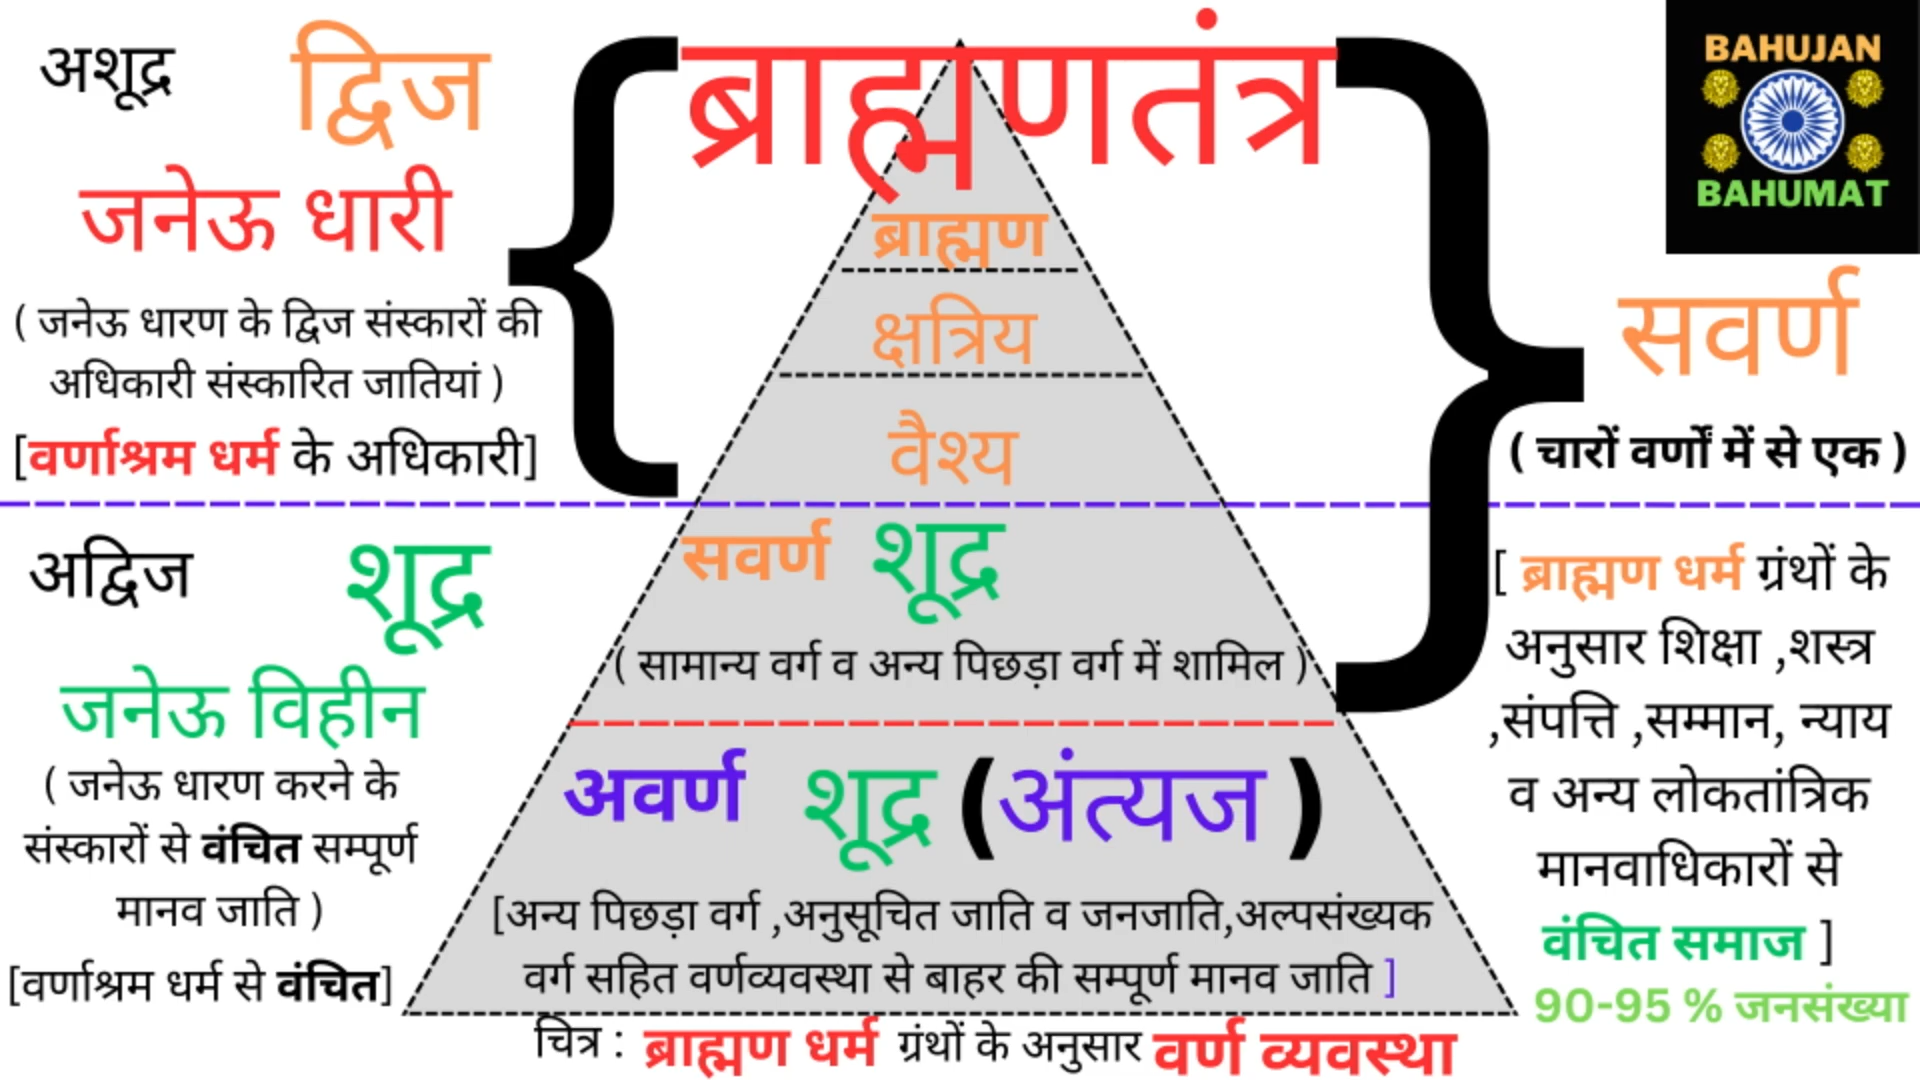 ब्राह्मणतंत्र
BAHUJAN
BAHUMAT
अशूद्र द्विज
जनेऊ धारी
( जनेऊ धारण के द्विज संस्कारों की
अधिकारी संस्कारित जातियां )
[वर्णाश्रम धर्म के अधिकारी]
ब्राह्मण
क्षत्रिय
वैश्य
सवर्ण
( चारों वर्णों में से एक )
अद्विज शूद्र
जनेऊ विहीन
( जनेऊ धारण करने के
संस्कारों से वंचित सम्पूर्ण
मानव जाति )
[वर्णाश्रम धर्म से वंचित]
सवर्ण शूद्र
( सामान्य वर्ग व अन्य पिछड़ा वर्ग में शामिल )
अवर्ण शूद्र (अंत्यज )
[अन्य पिछड़ा वर्ग ,अनुसूचित जाति व जनजाति,अल्पसंख्यक
वर्ग सहित वर्णव्यवस्था से बाहर की सम्पूर्ण मानव जाति ]
[ ब्राह्मण धर्म ग्रंथों के
अनुसार शिक्षा ,शस्त्र
,संपत्ति ,सम्मान, न्याय
व अन्य लोकतांत्रिक
मानवाधिकारों से
वंचित समाज ]
90-95 % जनसंख्या
चित्र : ब्राह्मण धर्म ग्रंथों के अनुसार वर्ण व्यवस्था